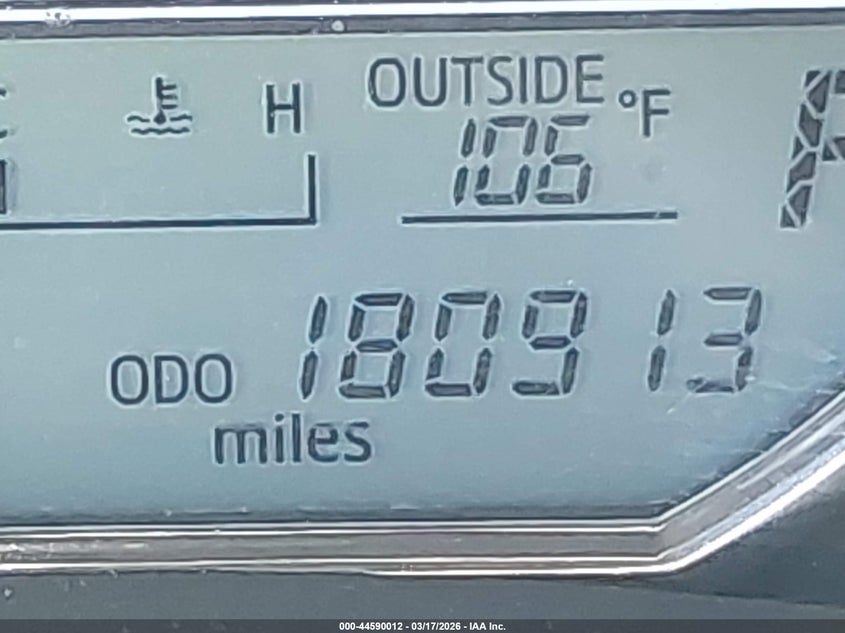 C H OUTSIDE °F
106
ODO 180913
miles
000-44590012 - 03/17/2026 - IAA Inc.